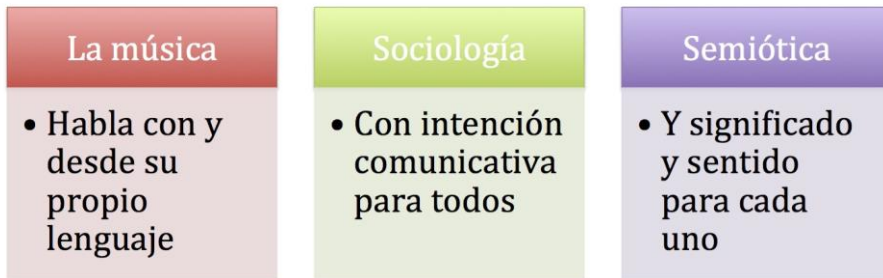 La música
• Habla con y
desde su
propio
lenguaje
Sociología
• Con intención
comunicativa
para todos
Semiótica
• Y significado
y sentido
para cada
uno